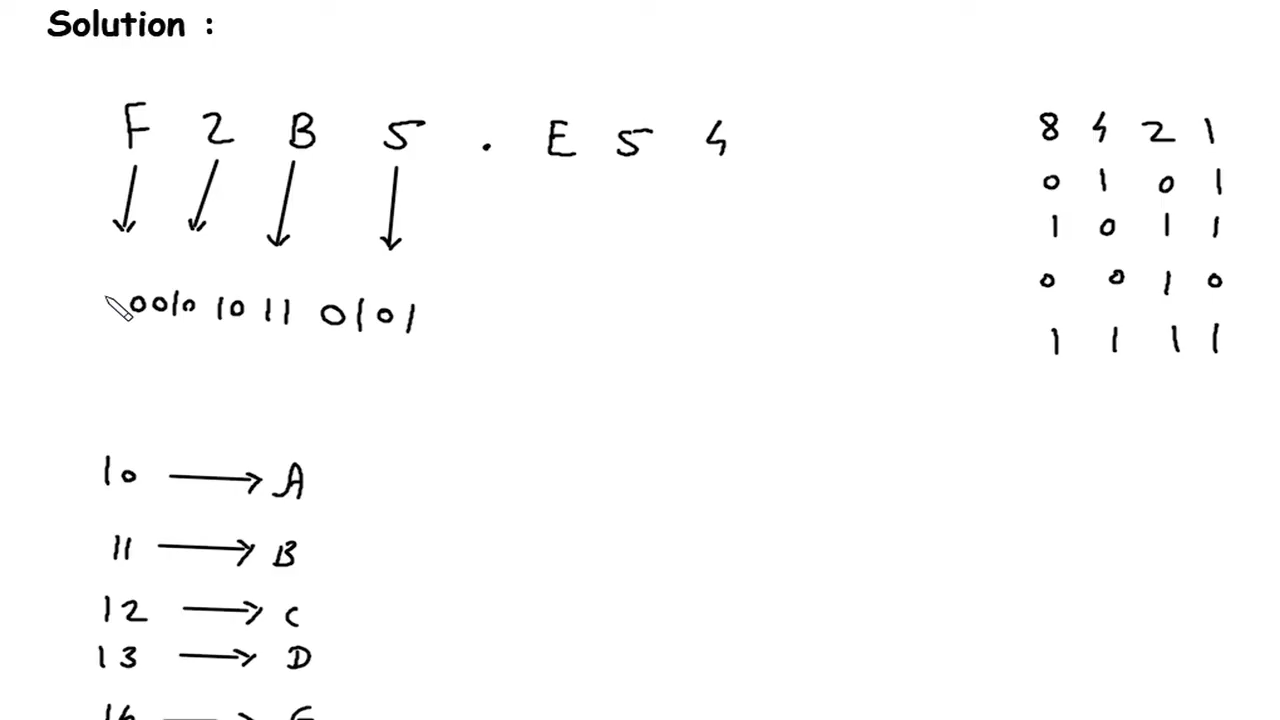 Solution :
F 2 B 5 . E 5 4
0010 1011 0101
8 4 2 1
0 1 0 1
1 0 1 1
0 0 1 0
1 1 1 1
10 → A
11 → B
12 → C
13 → D